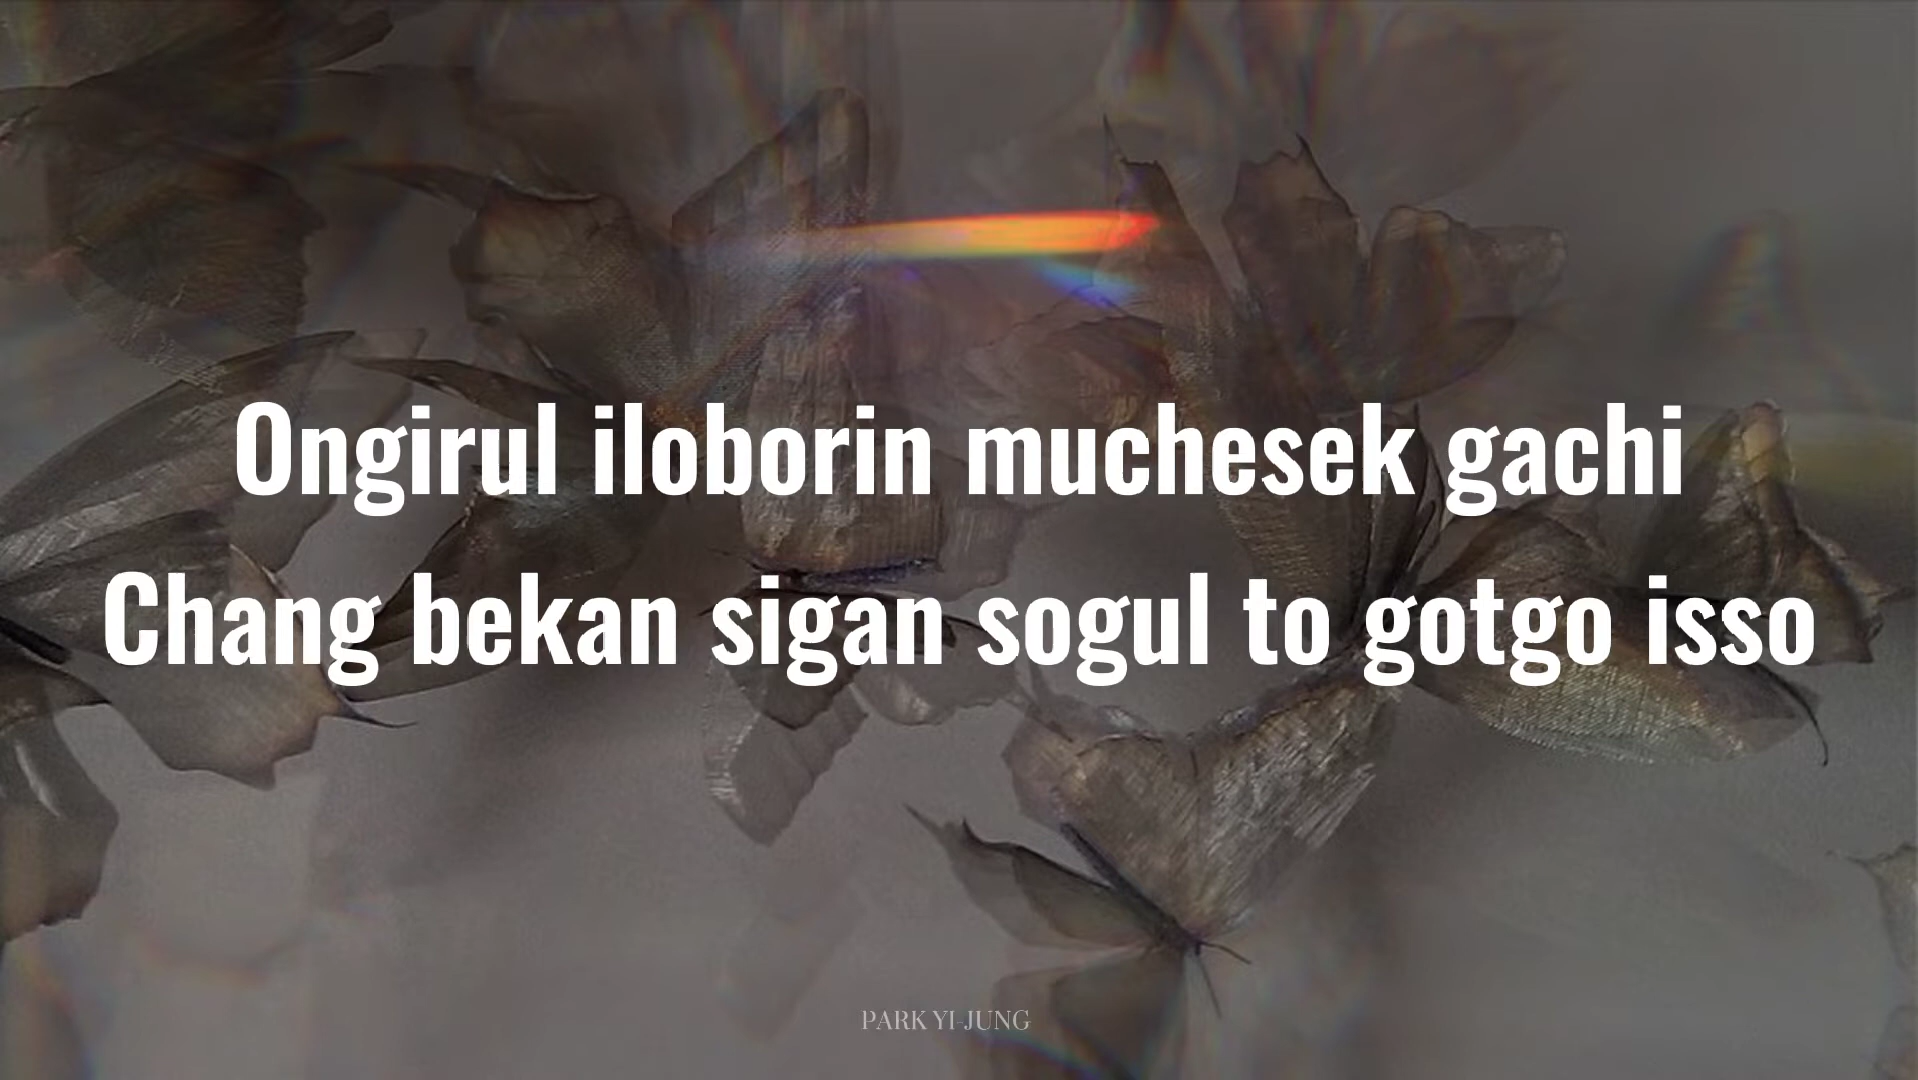 Ongirul iloborin muchesek gachi
Chang bekan sigan sogul to gotgo isso
PARK YI-JUNG